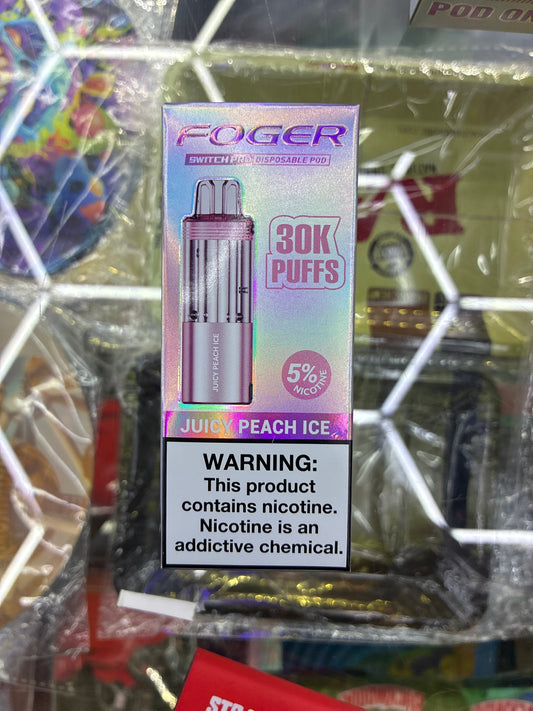 POD ON
FOGER
SWITCH PRO DISPOSABLE POD
30K
PUFFS
JUICY PEACH ICE
5%
NICOTINE
JUICY PEACH ICE
WARNING:
This product
contains nicotine.
Nicotine is an
addictive chemical.